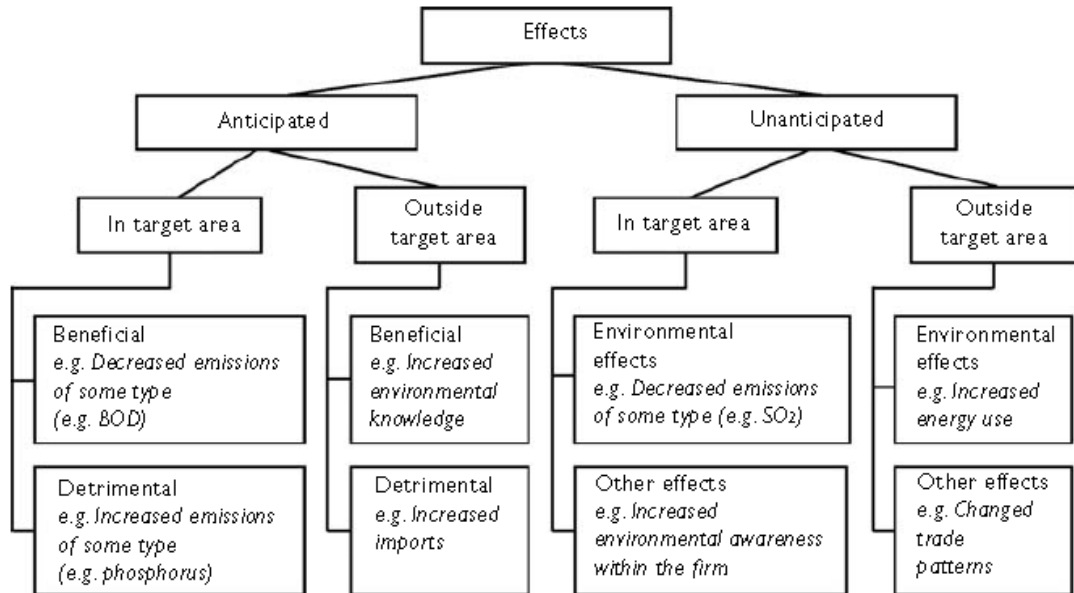 Effects
Anticipated
Unanticipated
In target area
Outside
target area
In target area
Outside
target area
Beneficial
e.g. Decreased emissions
of some type
(e.g. BOD)
Beneficial
e.g. Increased
environmental
knowledge
Environmental
effects
e.g. Decreased emissions
of some type (e.g. SO2)
Environmental
effects
e.g. Increased
energy use
Detrimental
e.g. Increased emissions
of some type
(e.g. phosphorus)
Detrimental
e.g. Increased
imports
Other effects
e.g. Increased
environmental awareness
within the firm
Other effects
e.g. Changed
trade
patterns